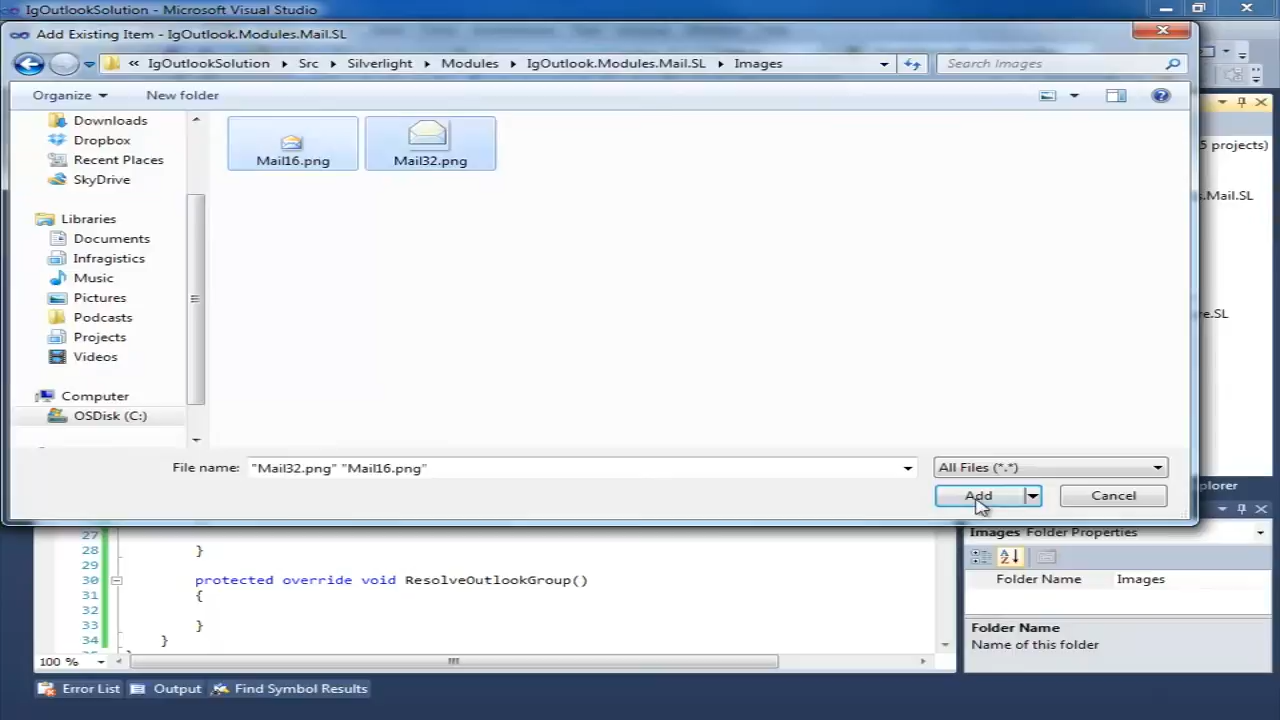 IgOutlookSolution - Microsoft Visual Studio
Add Existing Item - IgOutlook.Modules.Mail.SL
« IgOutlookSolution Src Silverlight Modules IgOutlook.Modules.Mail.SL Images
Search Images
Organize New folder
Downloads
Dropbox
Recent Places
SkyDrive
Libraries
Documents
Infragistics
Music
Pictures
Podcasts
Projects
Videos
Computer
OSDisk (C:)
Mail16.png Mail32.png
5 projects)
.Mail.SL
re.SL
File name: "Mail32.png" "Mail16.png"
All Files (*.*)
Add Cancel
plorer
27
28 }
29
30 protected override void ResolveOutlookGroup()
31 {
32
33 }
34 }
100 %
Images Folder Properties
Folder Name Images
Folder Name
Name of this folder
Error List Output Find Symbol Results